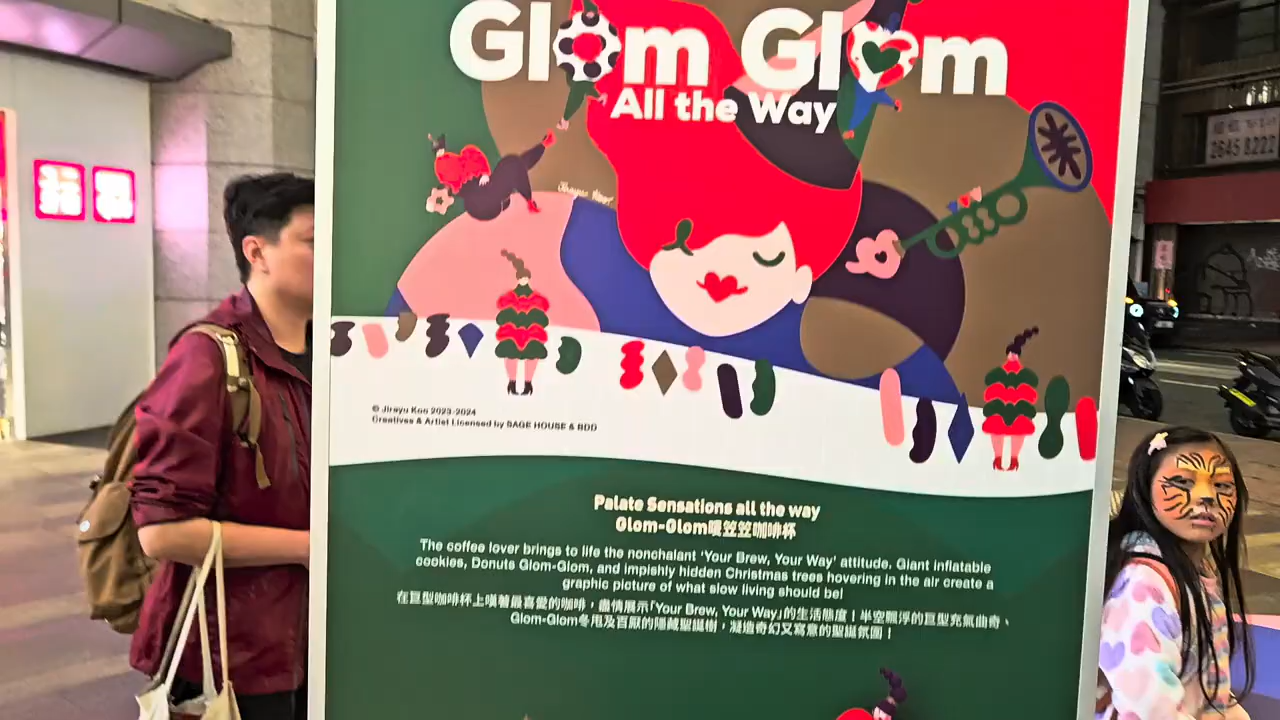 Glom Glom
All the Way
2645 8222
© Jirayu Koo 2023-2024
Creatives & Artist Licensed by SAGE HOUSE & RDD
Palate Sensations all the way
Glom-Glom暖笠笠咖啡杯
The coffee lover brings to life the nonchalant 'Your Brew, Your Way' attitude. Giant inflatable
cookies, Donuts Glom-Glom, and impishly hidden Christmas trees hovering in the air create a
graphic picture of what slow living should be!
在巨型咖啡杯上嘆著最喜愛的咖啡，盡情展示「Your Brew, Your Way」的生活態度！半空飄浮的巨型充氣曲奇、
Glom-Glom冬甩及百厭的隱藏聖誕樹，凝造奇幻又寫意的聖誕氛圍！